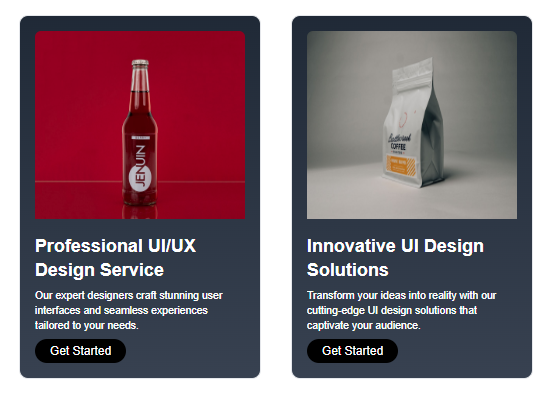 JENUIN
COFFEE
Professional UI/UX
Design Service
Our expert designers craft stunning user
interfaces and seamless experiences
tailored to your needs.
Get Started
Innovative UI Design
Solutions
Transform your ideas into reality with our
cutting-edge UI design solutions that
captivate your audience.
Get Started